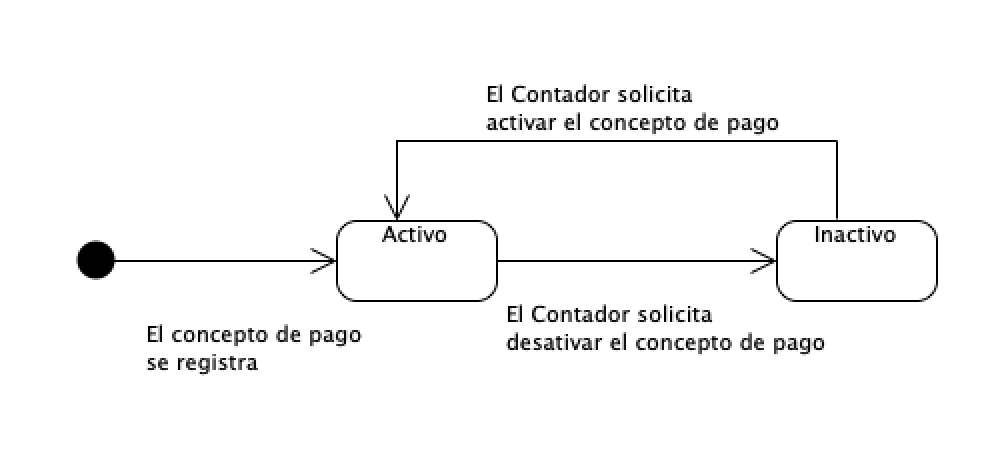 El Contador solicita
activar el concepto de pago
Activo
Inactivo
El Contador solicita
desativar el concepto de pago
El concepto de pago
se registra